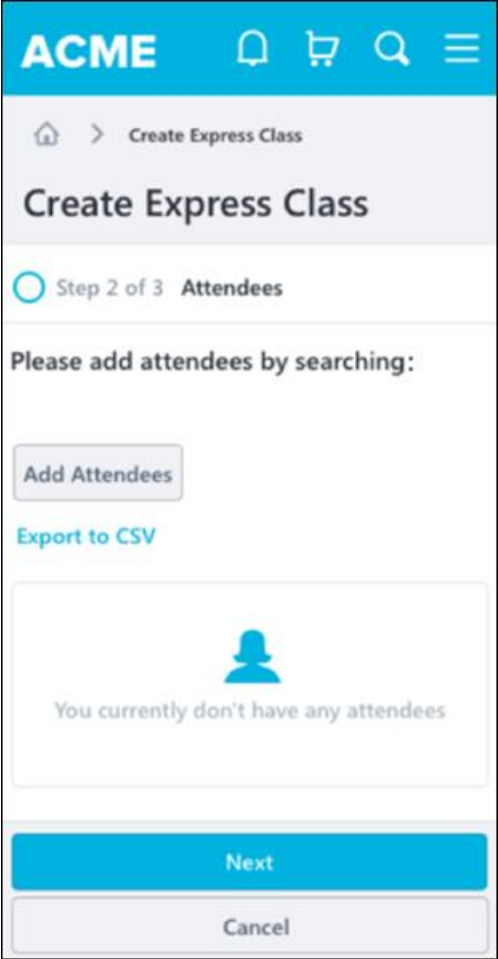 ACME
Create Express Class
Create Express Class
Step 2 of 3 Attendees
Please add attendees by searching:
Add Attendees
Export to CSV
You currently don't have any attendees
Next
Cancel